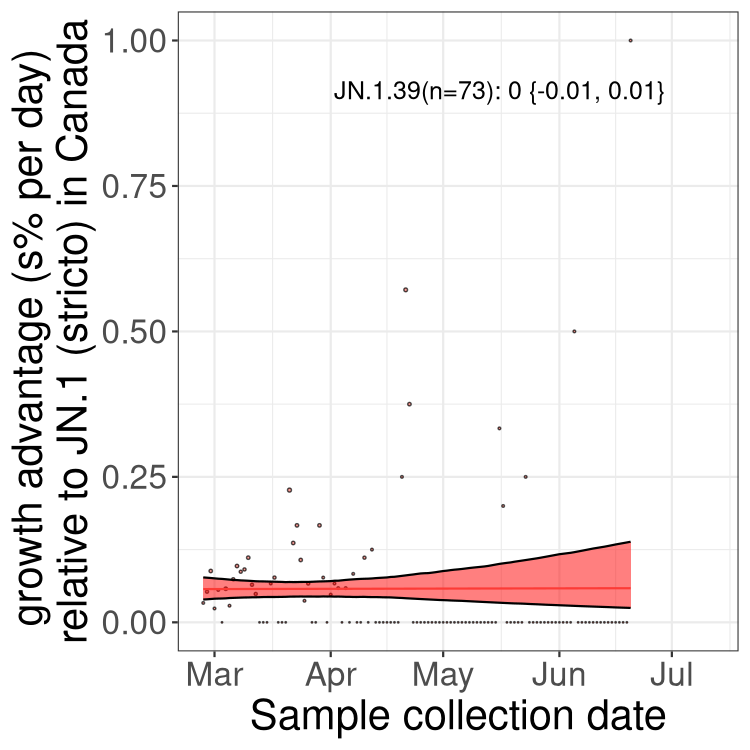 growth advantage (s% per day)
relative to JN.1 (stricto) in Canada
1.00
0.75
0.50
0.25
0.00
JN.1.39(n=73): 0 {-0.01, 0.01}
Mar Apr May Jun Jul
Sample collection date